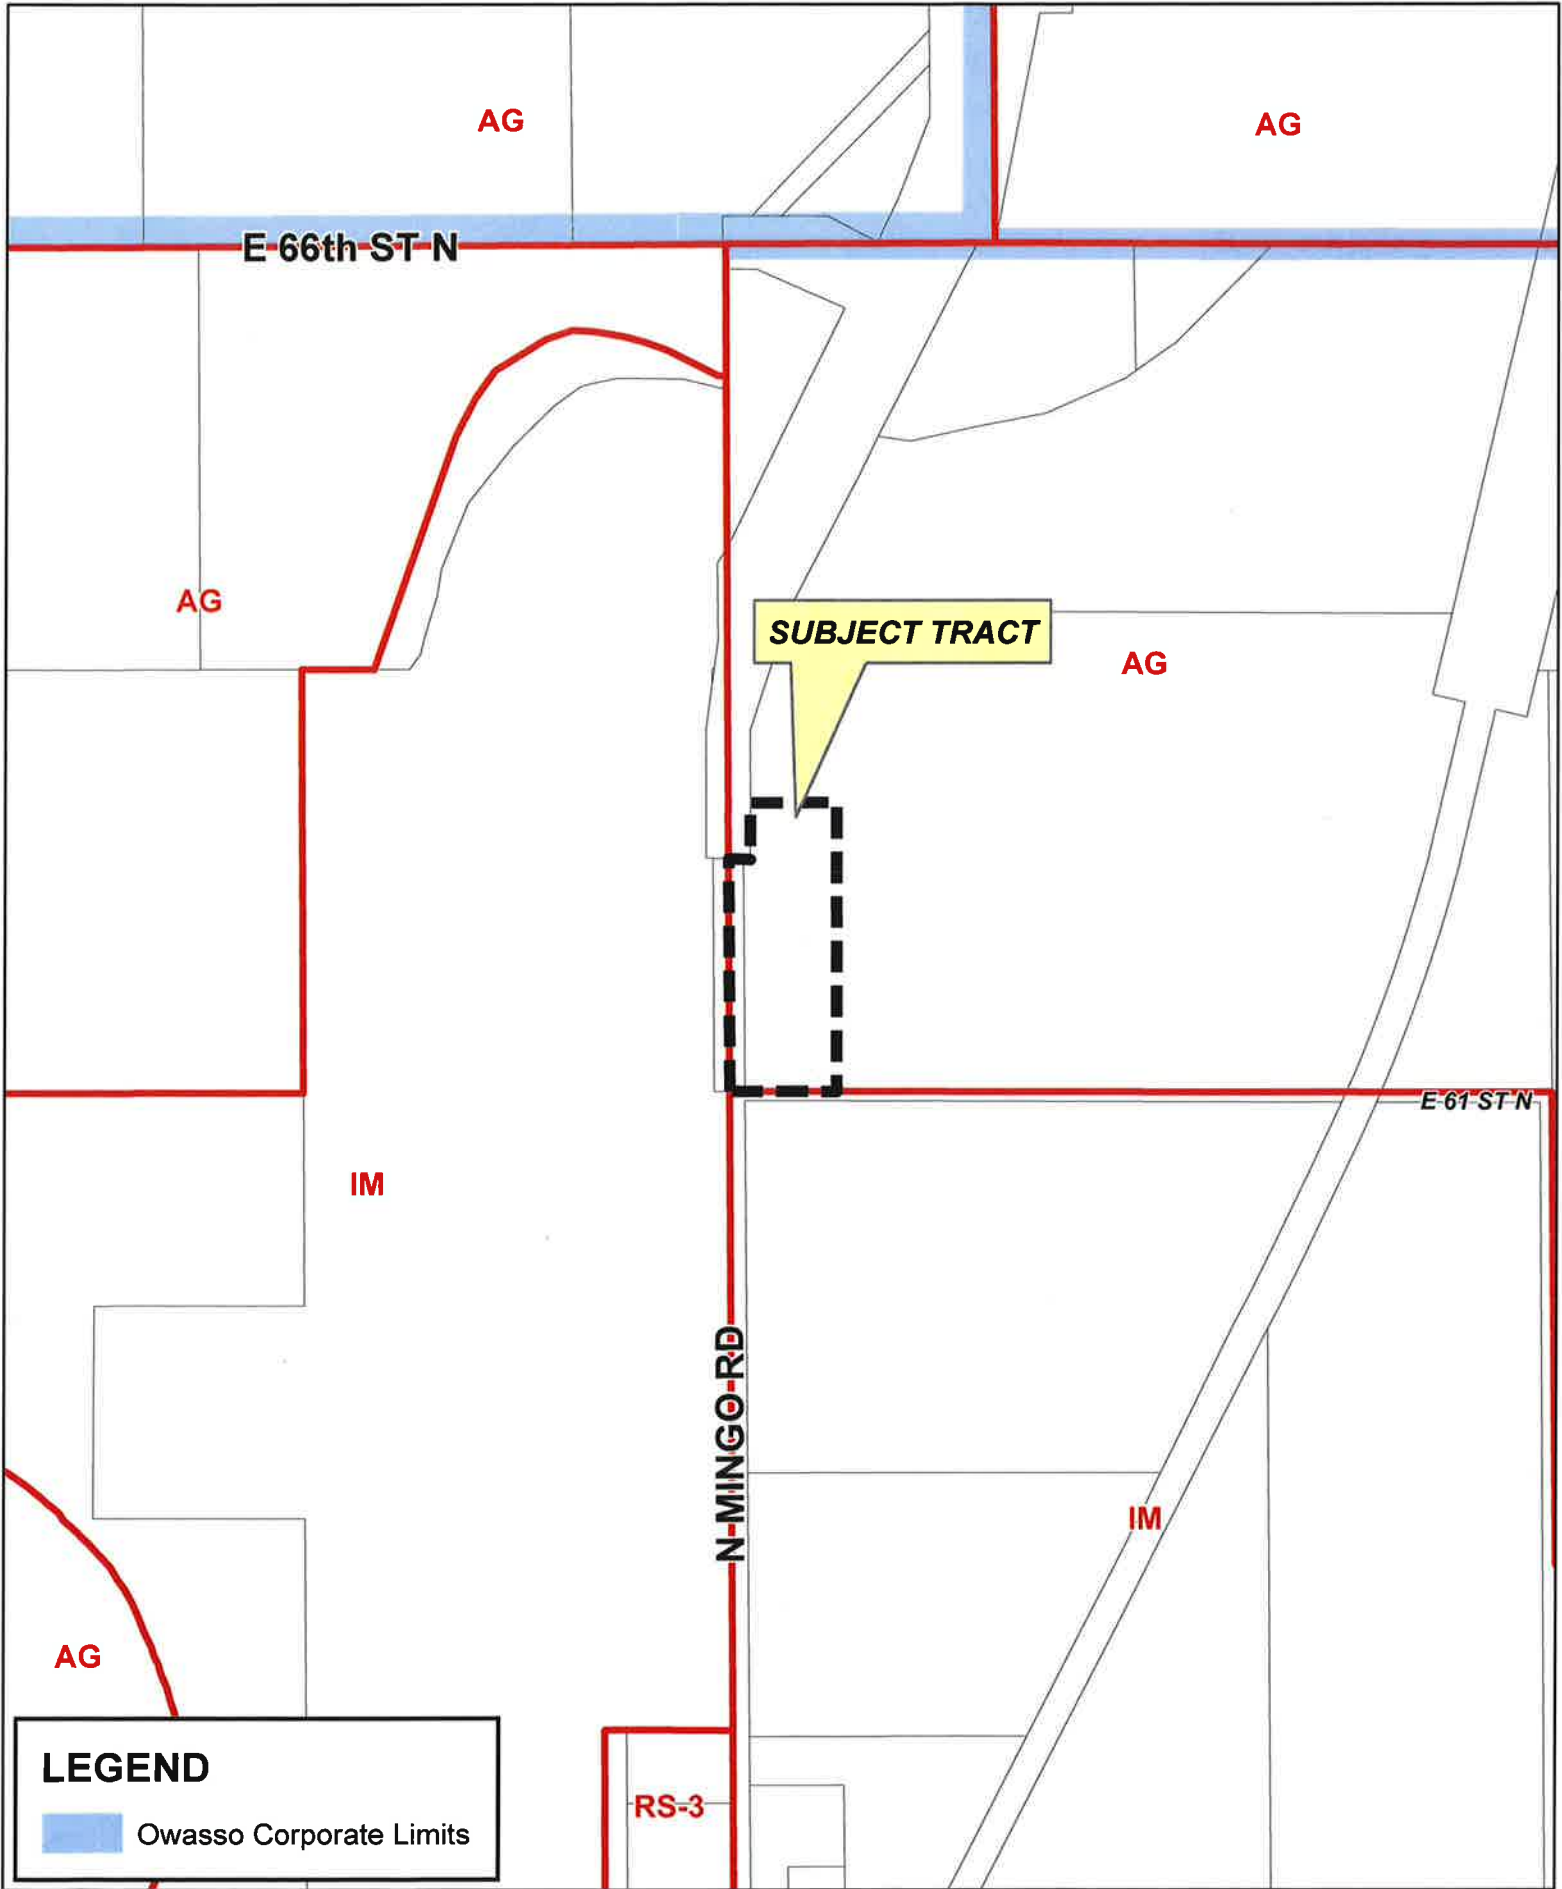 AG
AG
E 66th ST N
AG
SUBJECT TRACT
AG
E 61 ST N
IM
N MINGO RD
IM
AG
LEGEND
Owasso Corporate Limits
RS-3